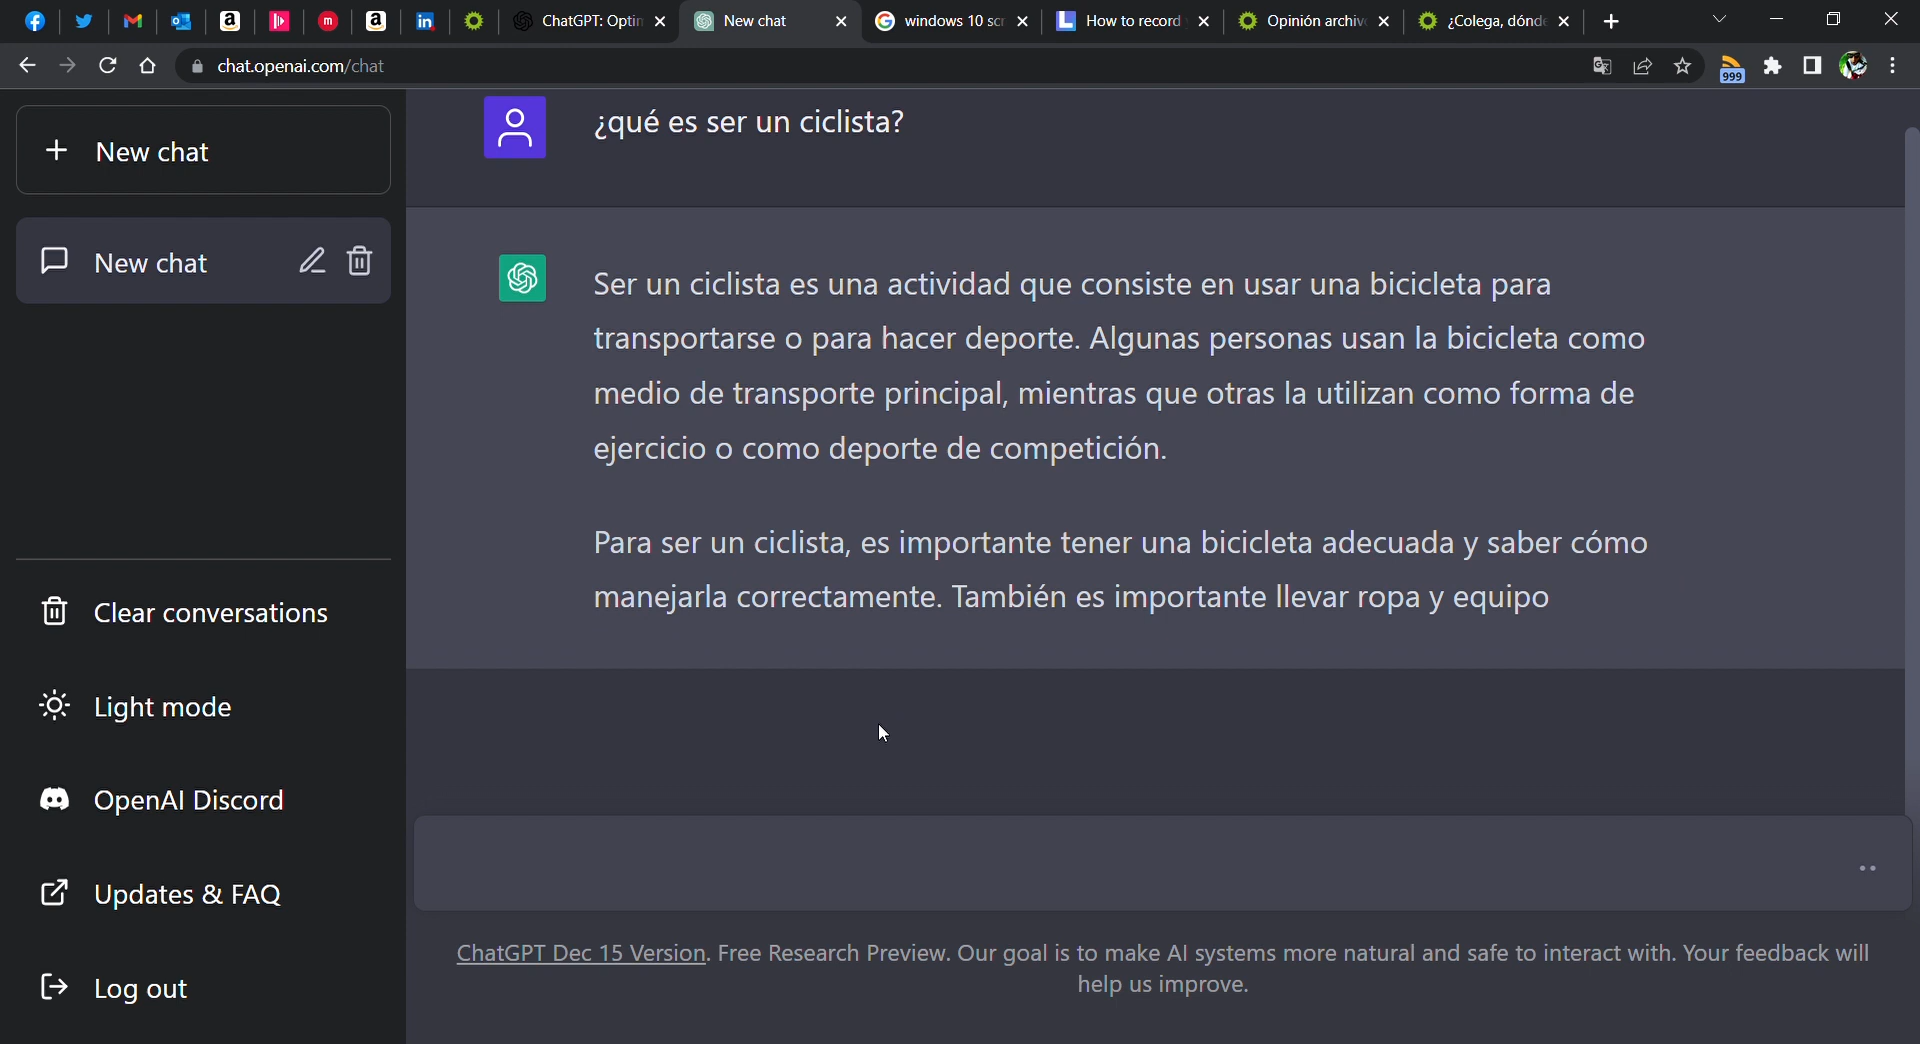 ChatGPT: Optin
New chat
windows 10 scr
How to record
Opinión archiv
¿Colega, dónde
chat.openai.com/chat
999
New chat
New chat
Clear conversations
Light mode
OpenAI Discord
Updates & FAQ
Log out
¿qué es ser un ciclista?
Ser un ciclista es una actividad que consiste en usar una bicicleta para
transportarse o para hacer deporte. Algunas personas usan la bicicleta como
medio de transporte principal, mientras que otras la utilizan como forma de
ejercicio o como deporte de competición.
Para ser un ciclista, es importante tener una bicicleta adecuada y saber cómo
manejarla correctamente. También es importante llevar ropa y equipo
ChatGPT Dec 15 Version. Free Research Preview. Our goal is to make AI systems more natural and safe to interact with. Your feedback will
help us improve.